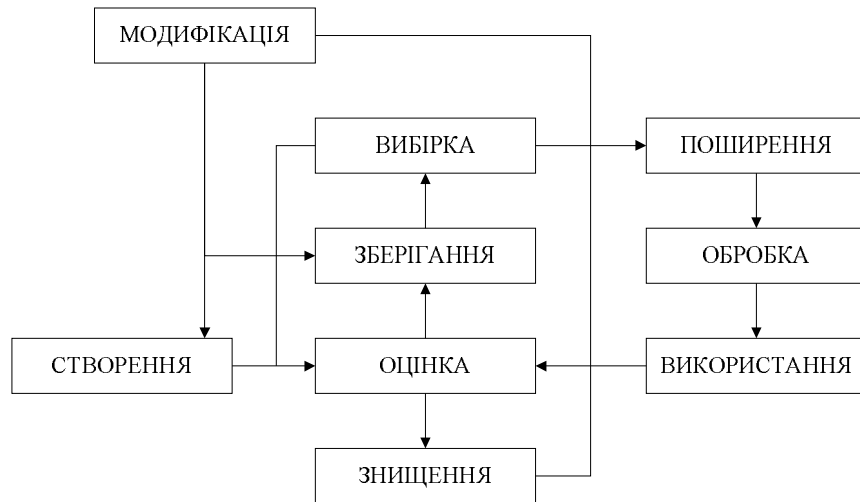 МОДИФІКАЦІЯ
ВИБІРКА
ПОШИРЕННЯ
ЗБЕРІГАННЯ
ОБРОБКА
СТВОРЕННЯ
ОЦІНКА
ВИКОРИСТАННЯ
ЗНИЩЕННЯ